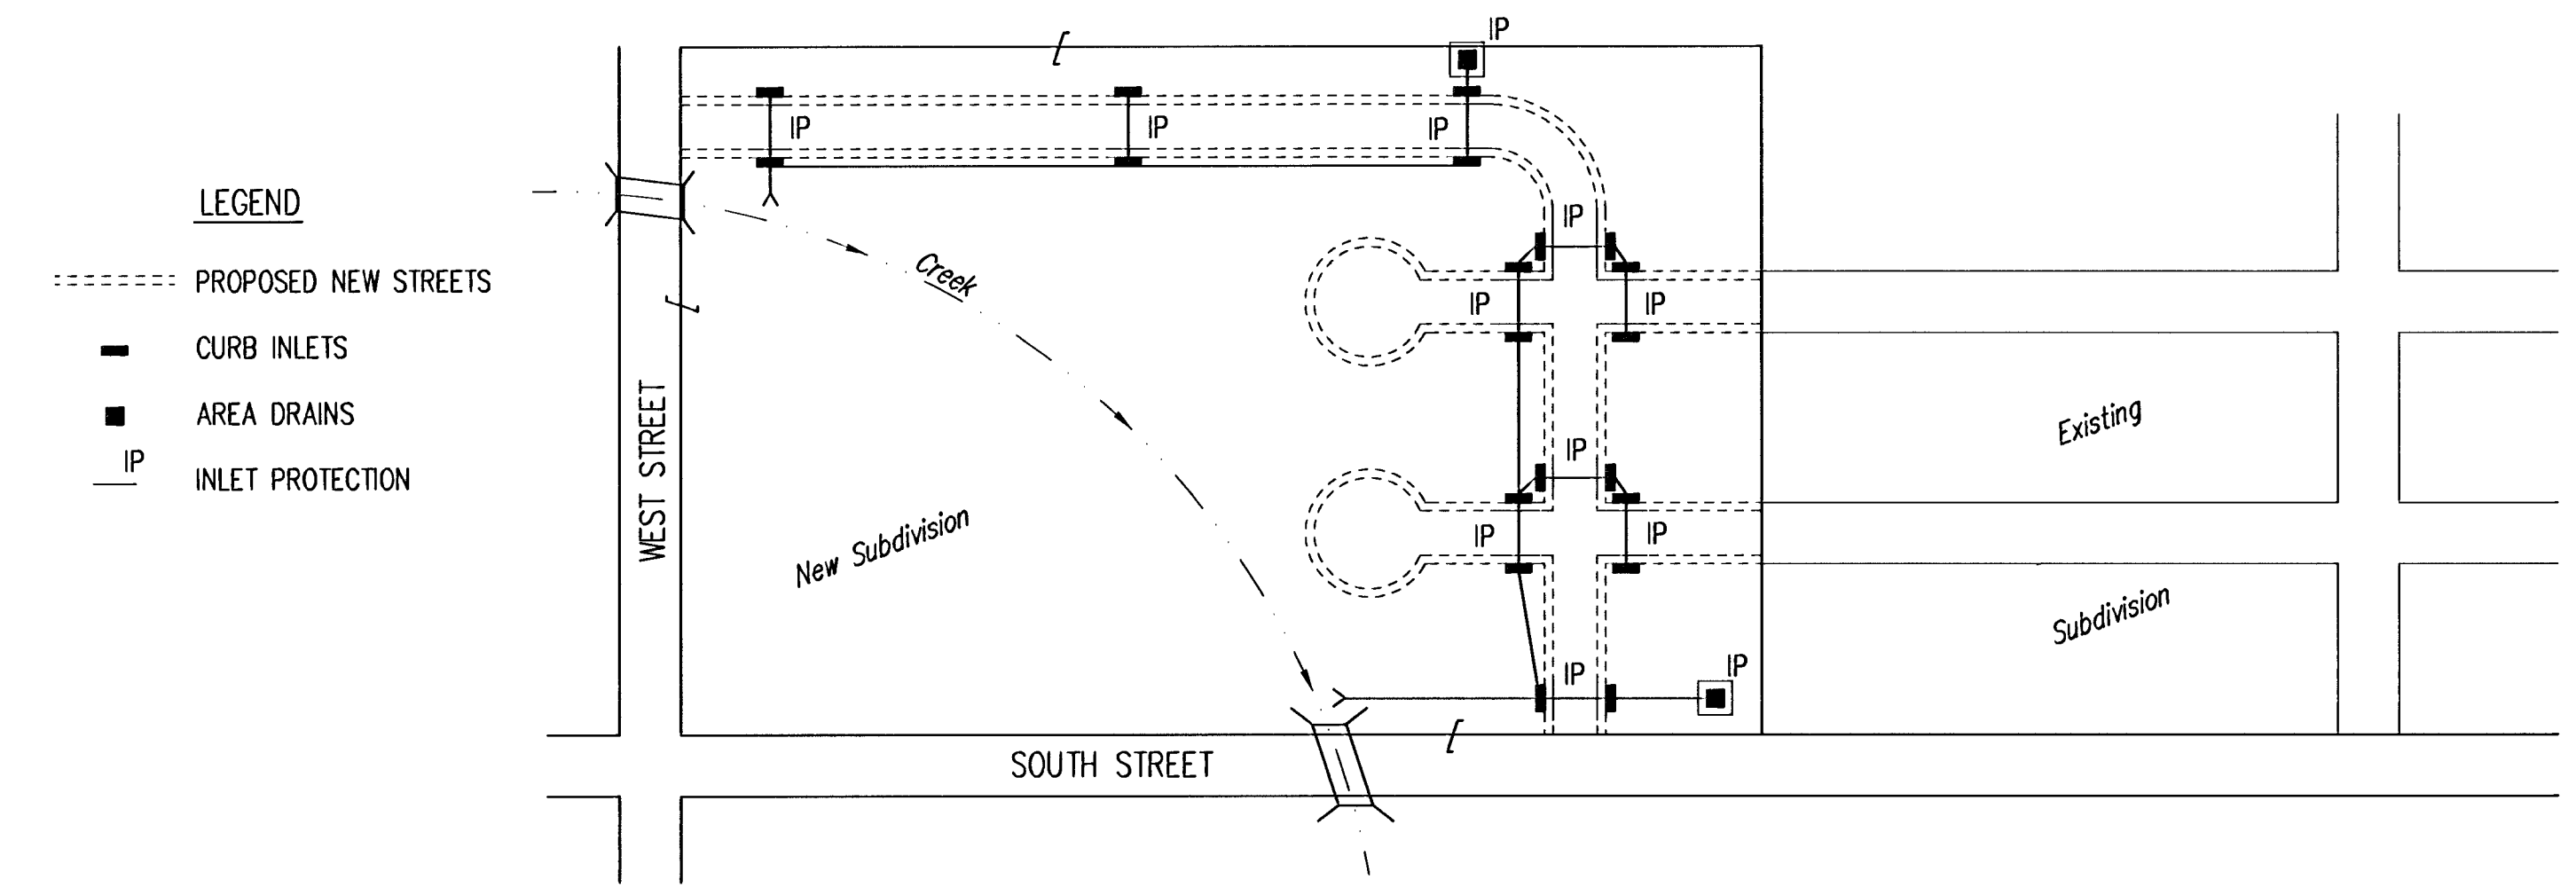 LEGEND
PROPOSED NEW STREETS
CURB INLETS
AREA DRAINS
IP
INLET PROTECTION
WEST STREET
SOUTH STREET
Creek
New Subdivision
Existing
Subdivision
IP
IP
IP
IP
IP
IP
IP
IP
IP
IP
IP
IP